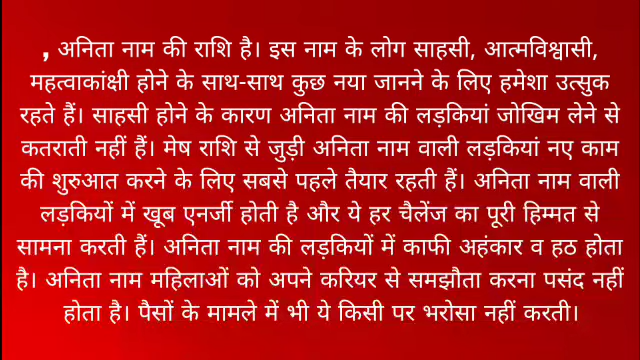 , अनिता नाम की राशि है। इस नाम के लोग साहसी, आत्मविश्वासी,
महत्वाकांक्षी होने के साथ-साथ कुछ नया जानने के लिए हमेशा उत्सुक
रहते हैं। साहसी होने के कारण अनिता नाम की लड़कियां जोखिम लेने से
कतराती नहीं हैं। मेष राशि से जुड़ी अनिता नाम वाली लड़कियां नए काम
की शुरुआत करने के लिए सबसे पहले तैयार रहती हैं। अनिता नाम वाली
लड़कियों में खूब एनर्जी होती है और ये हर चैलेंज का पूरी हिम्मत से
सामना करती हैं। अनिता नाम की लड़कियों में काफी अहंकार व हठ होता
है। अनिता नाम महिलाओं को अपने करियर से समझौता करना पसंद नहीं
होता है। पैसों के मामले में भी ये किसी पर भरोसा नहीं करती।